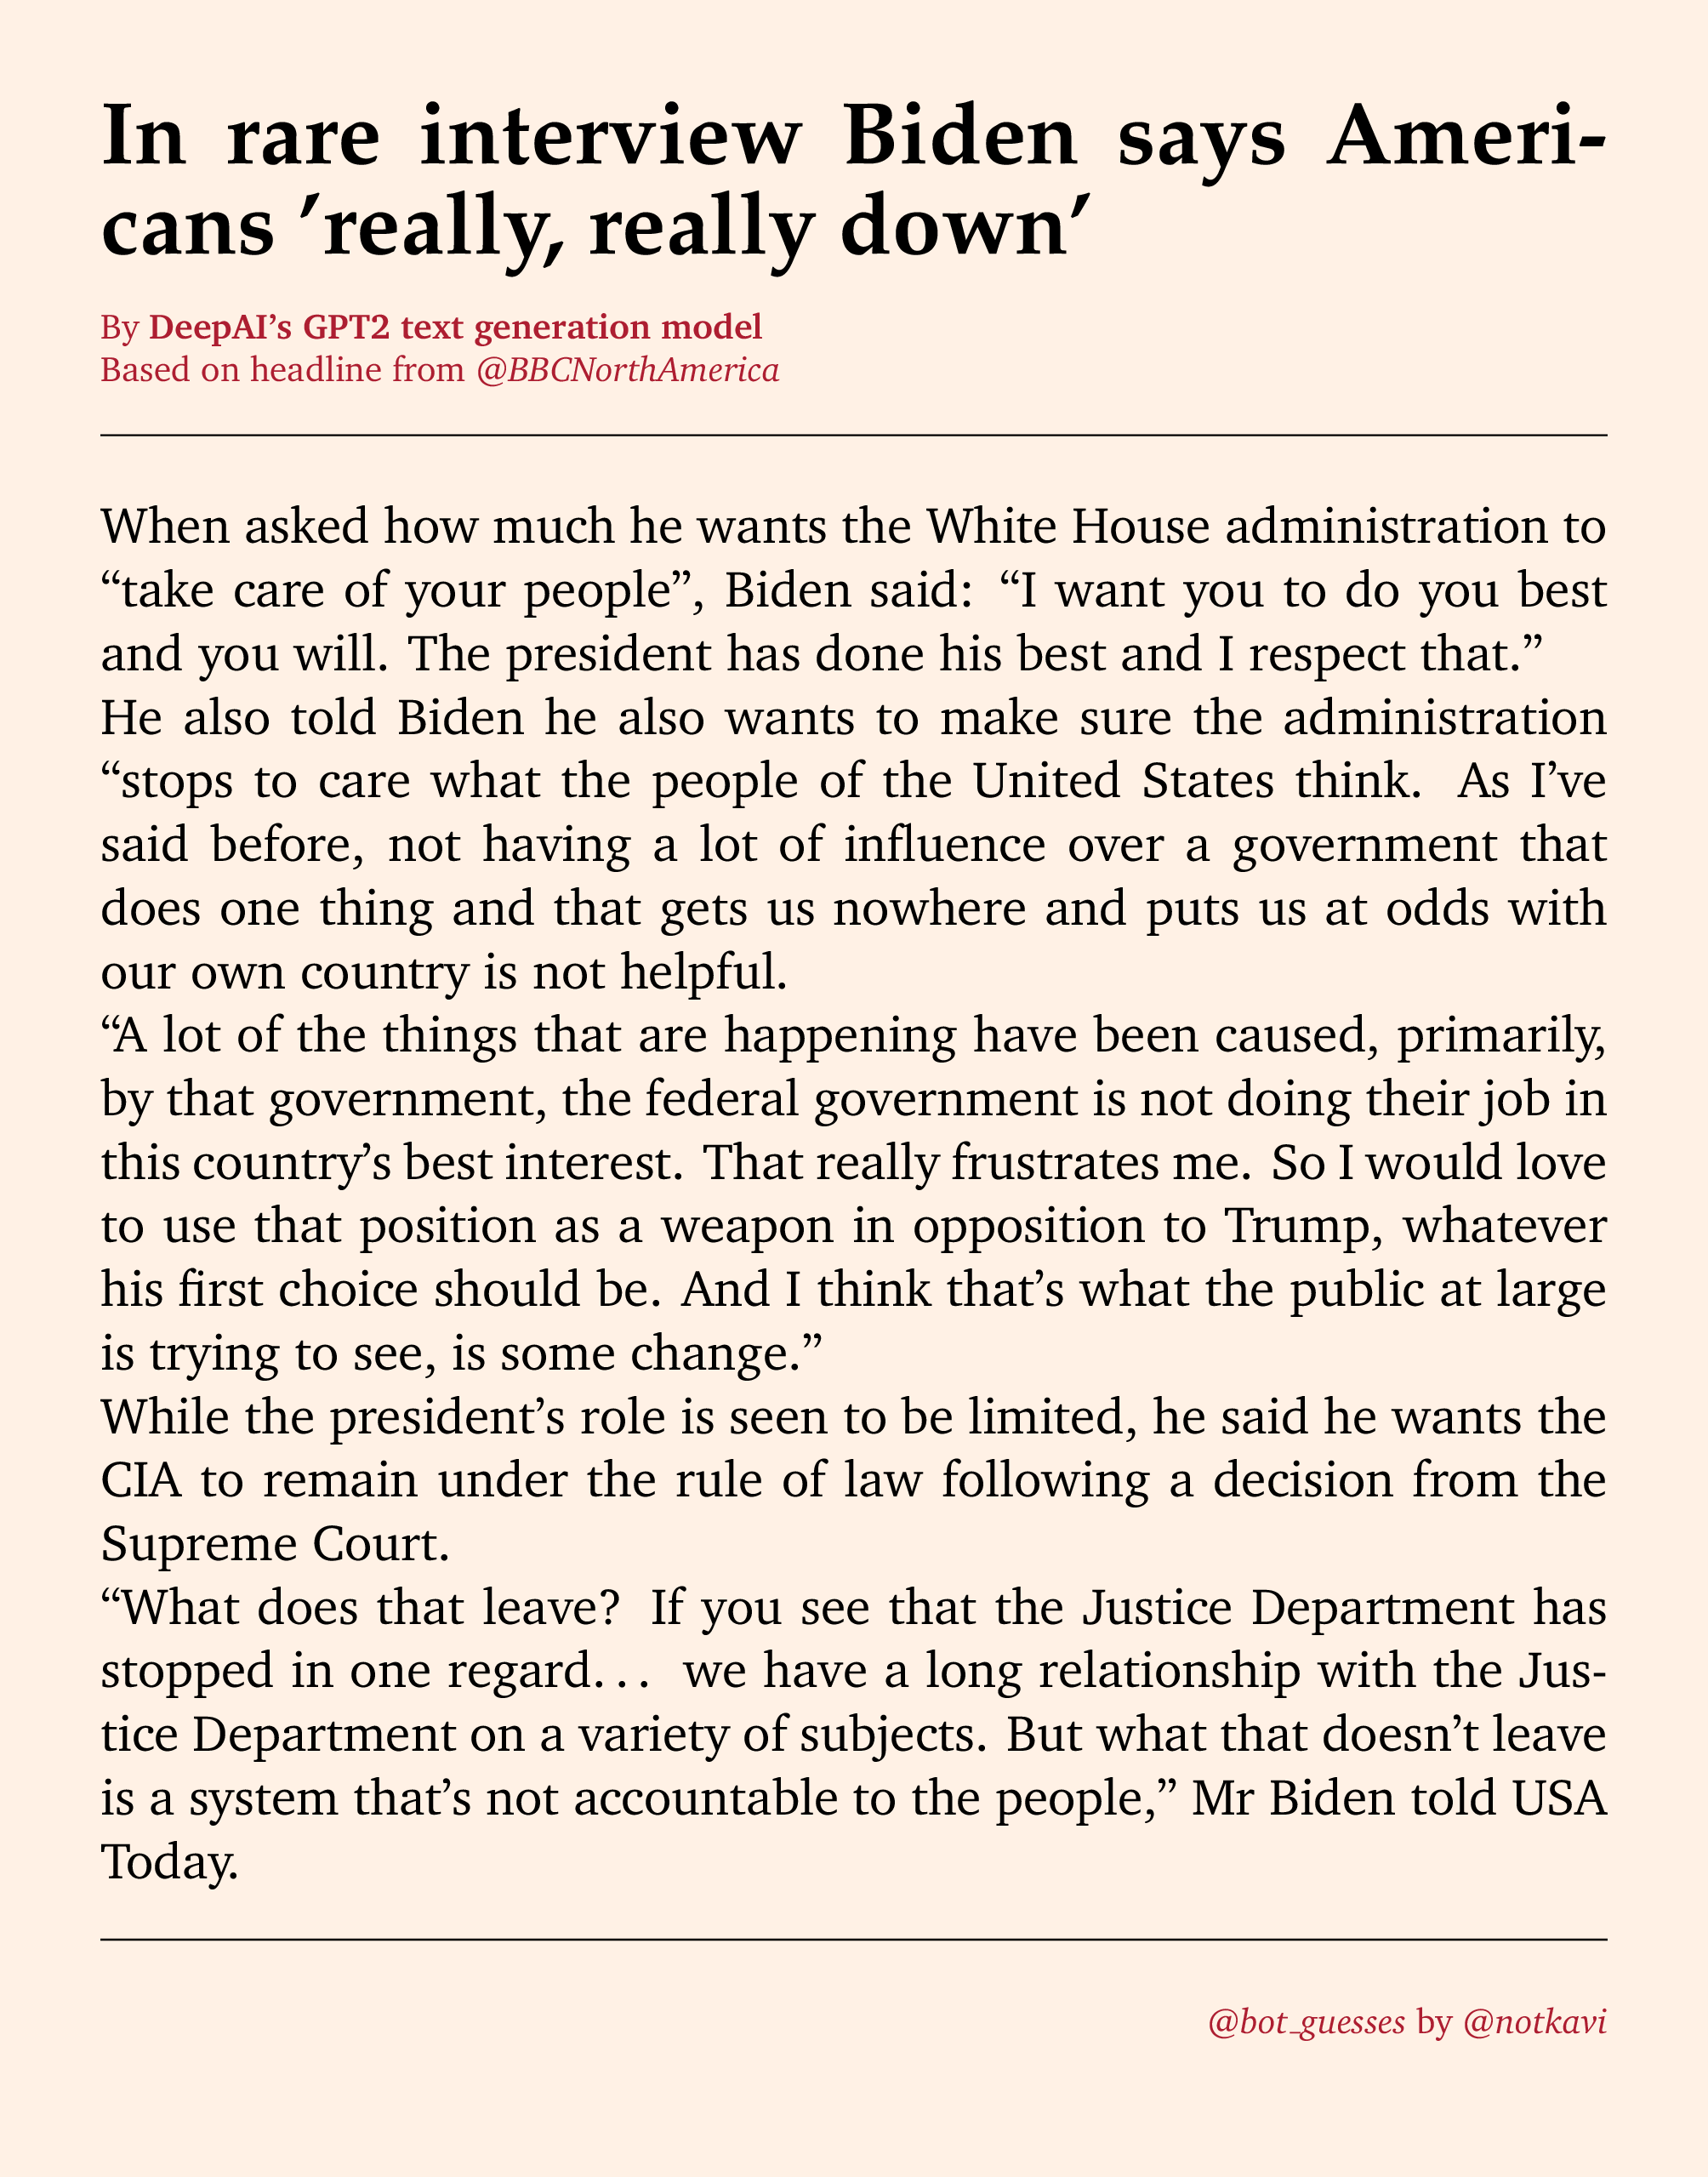 In rare interview Biden says Ameri-
cans ’really, really down’
By DeepAI’s GPT2 text generation model
Based on headline from @BBCNorthAmerica
When asked how much he wants the White House administration to
“take care of your people”, Biden said: “I want you to do you best
and you will. The president has done his best and I respect that.”
He also told Biden he also wants to make sure the administration
“stops to care what the people of the United States think. As I’ve
said before, not having a lot of influence over a government that
does one thing and that gets us nowhere and puts us at odds with
our own country is not helpful.
“A lot of the things that are happening have been caused, primarily,
by that government, the federal government is not doing their job in
this country’s best interest. That really frustrates me. So I would love
to use that position as a weapon in opposition to Trump, whatever
his first choice should be. And I think that’s what the public at large
is trying to see, is some change.”
While the president’s role is seen to be limited, he said he wants the
CIA to remain under the rule of law following a decision from the
Supreme Court.
“What does that leave? If you see that the Justice Department has
stopped in one regard... we have a long relationship with the Jus-
tice Department on a variety of subjects. But what that doesn’t leave
is a system that’s not accountable to the people,” Mr Biden told USA
Today.
@bot_guesses by @notkavi